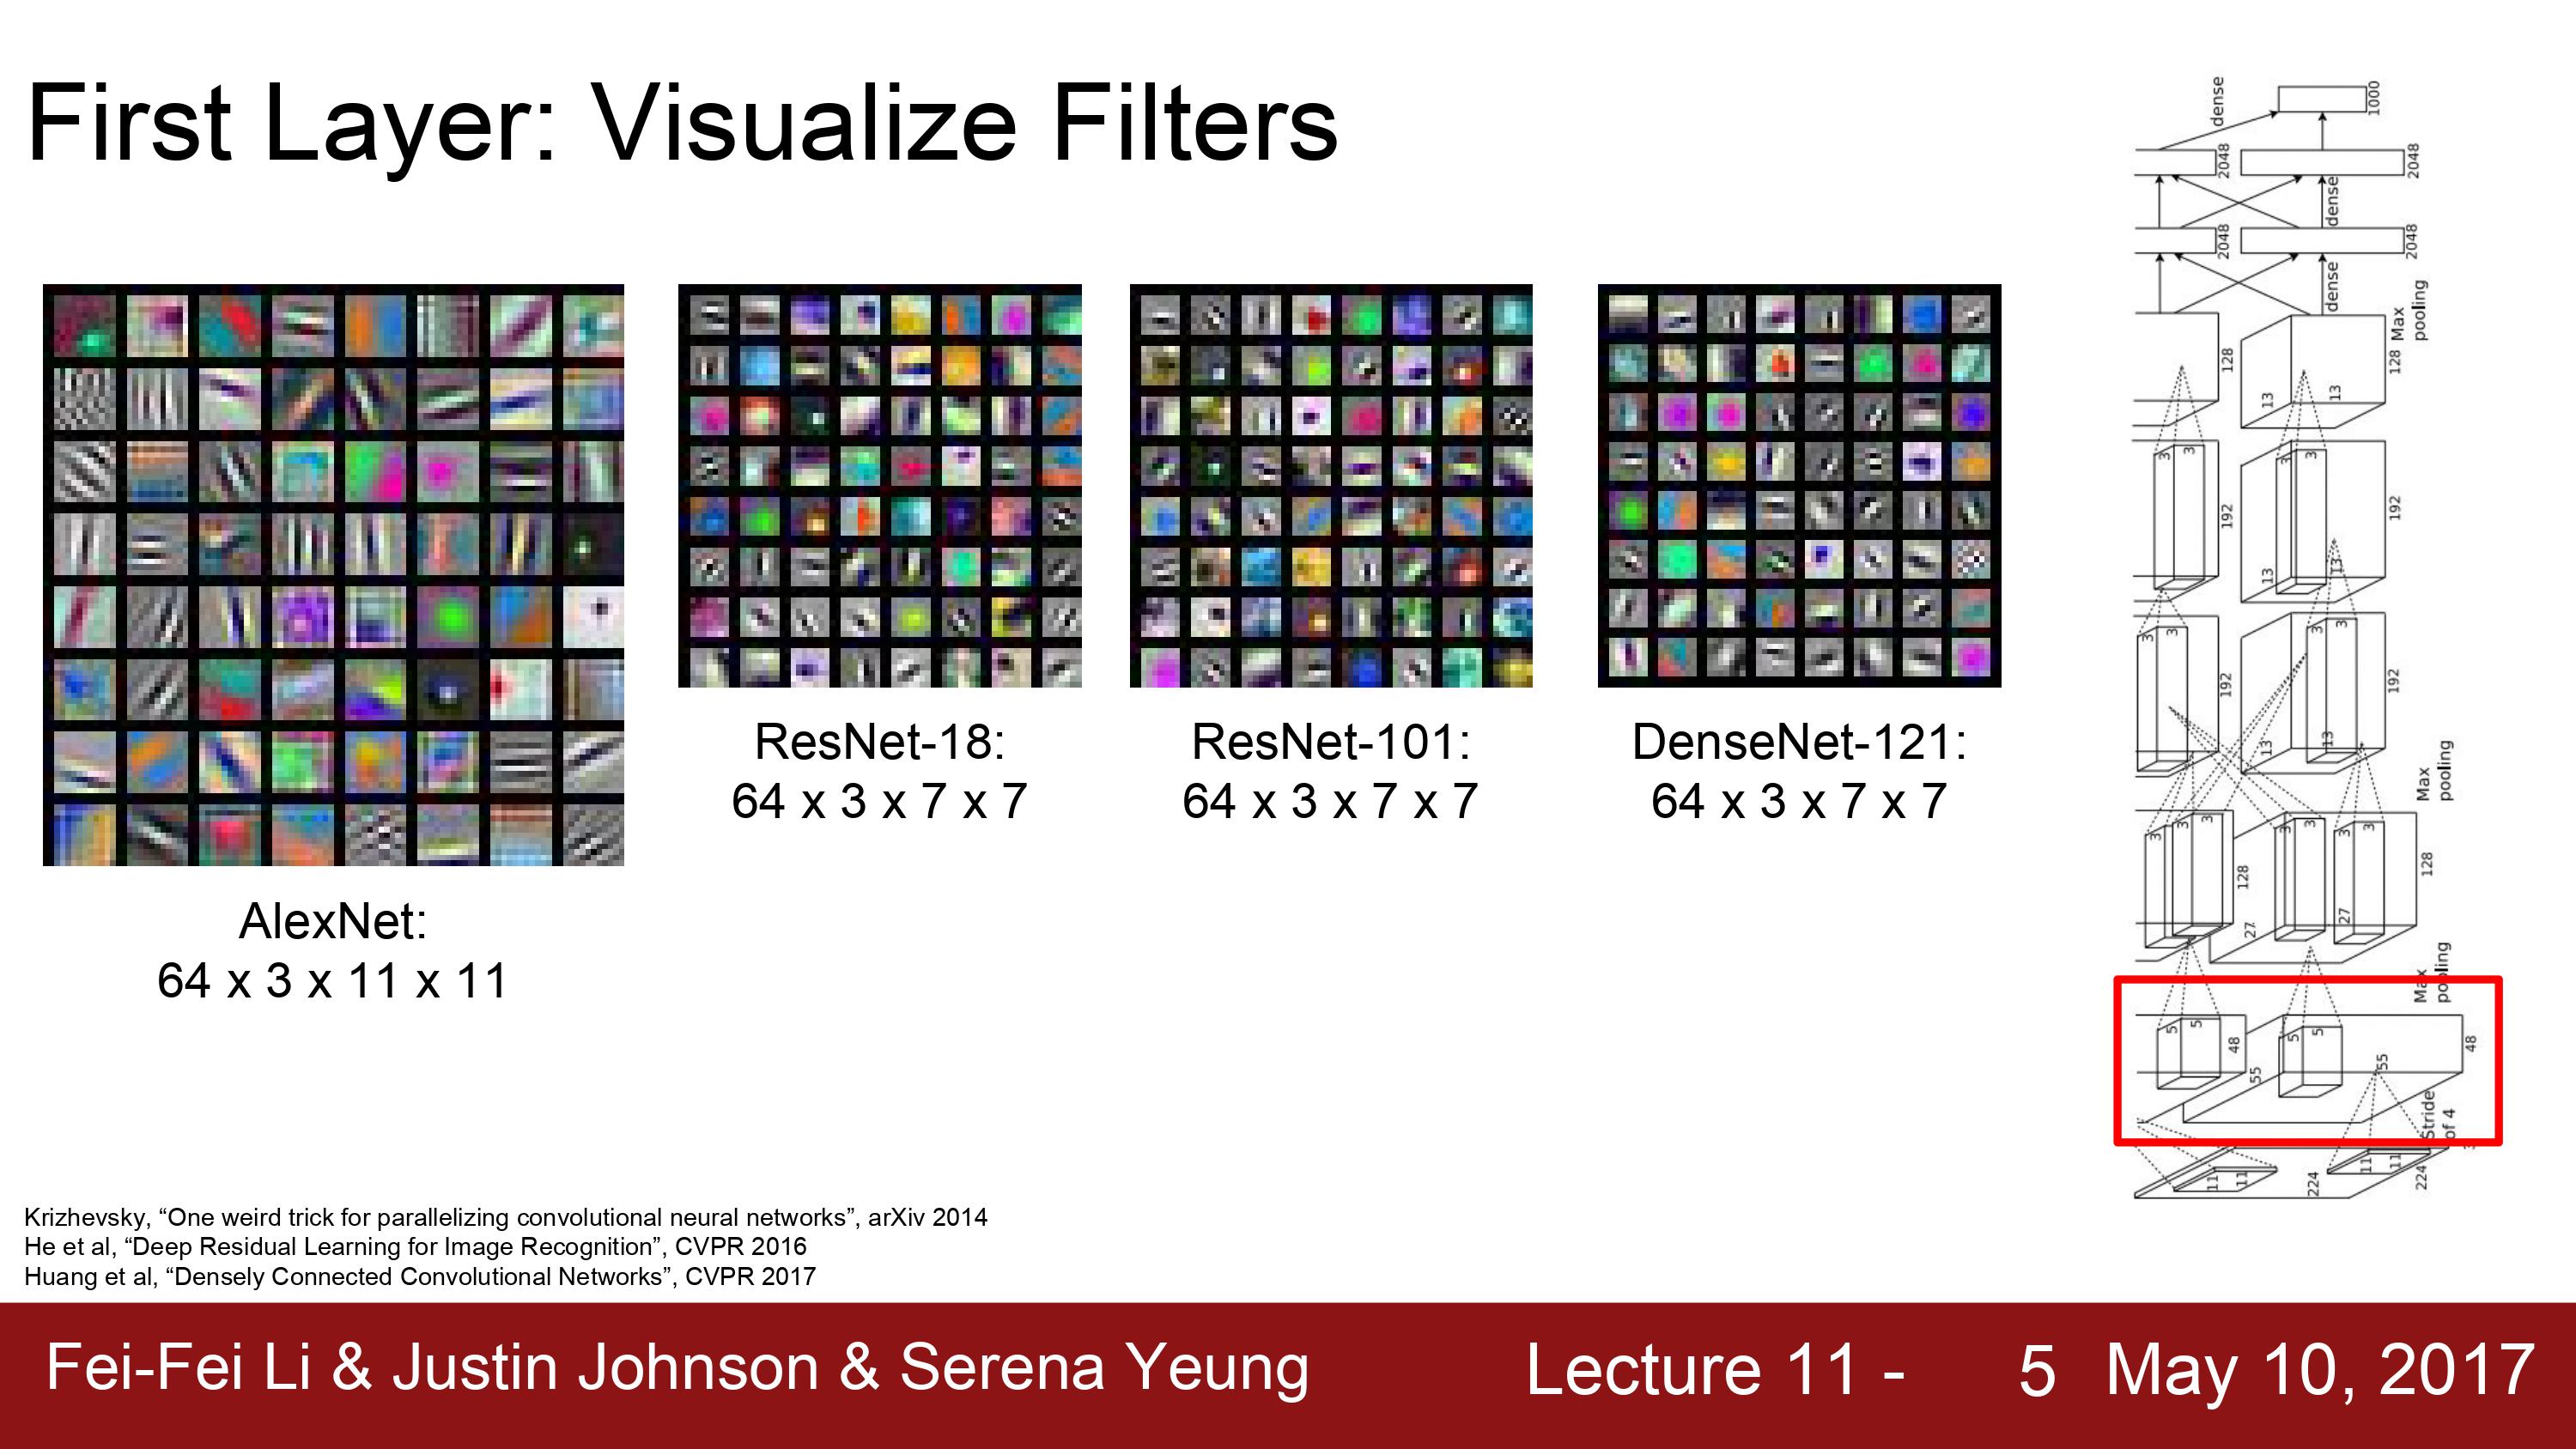 First Layer: Visualize Filters
AlexNet:
64 x 3 x 11 x 11
ResNet-18:
64 x 3 x 7 x 7
ResNet-101:
64 x 3 x 7 x 7
DenseNet-121:
64 x 3 x 7 x 7
1000
dense
2048
2048
dense
2048
2048
dense
Max
pooling
128
128
13
13
3
3
3
3
192
192
13
13
3
3
3
3
192
192
13
13
Max
pooling
3
3
3
3
3
3
3
128
128
27
27
Max
pooling
5
5
5
5
48
48
55
55
Stride
of 4
11
11
11
11
224
224
Krizhevsky, “One weird trick for parallelizing convolutional neural networks”, arXiv 2014
He et al, “Deep Residual Learning for Image Recognition”, CVPR 2016
Huang et al, “Densely Connected Convolutional Networks”, CVPR 2017
Fei-Fei Li & Justin Johnson & Serena Yeung
Lecture 11 - 5 May 10, 2017